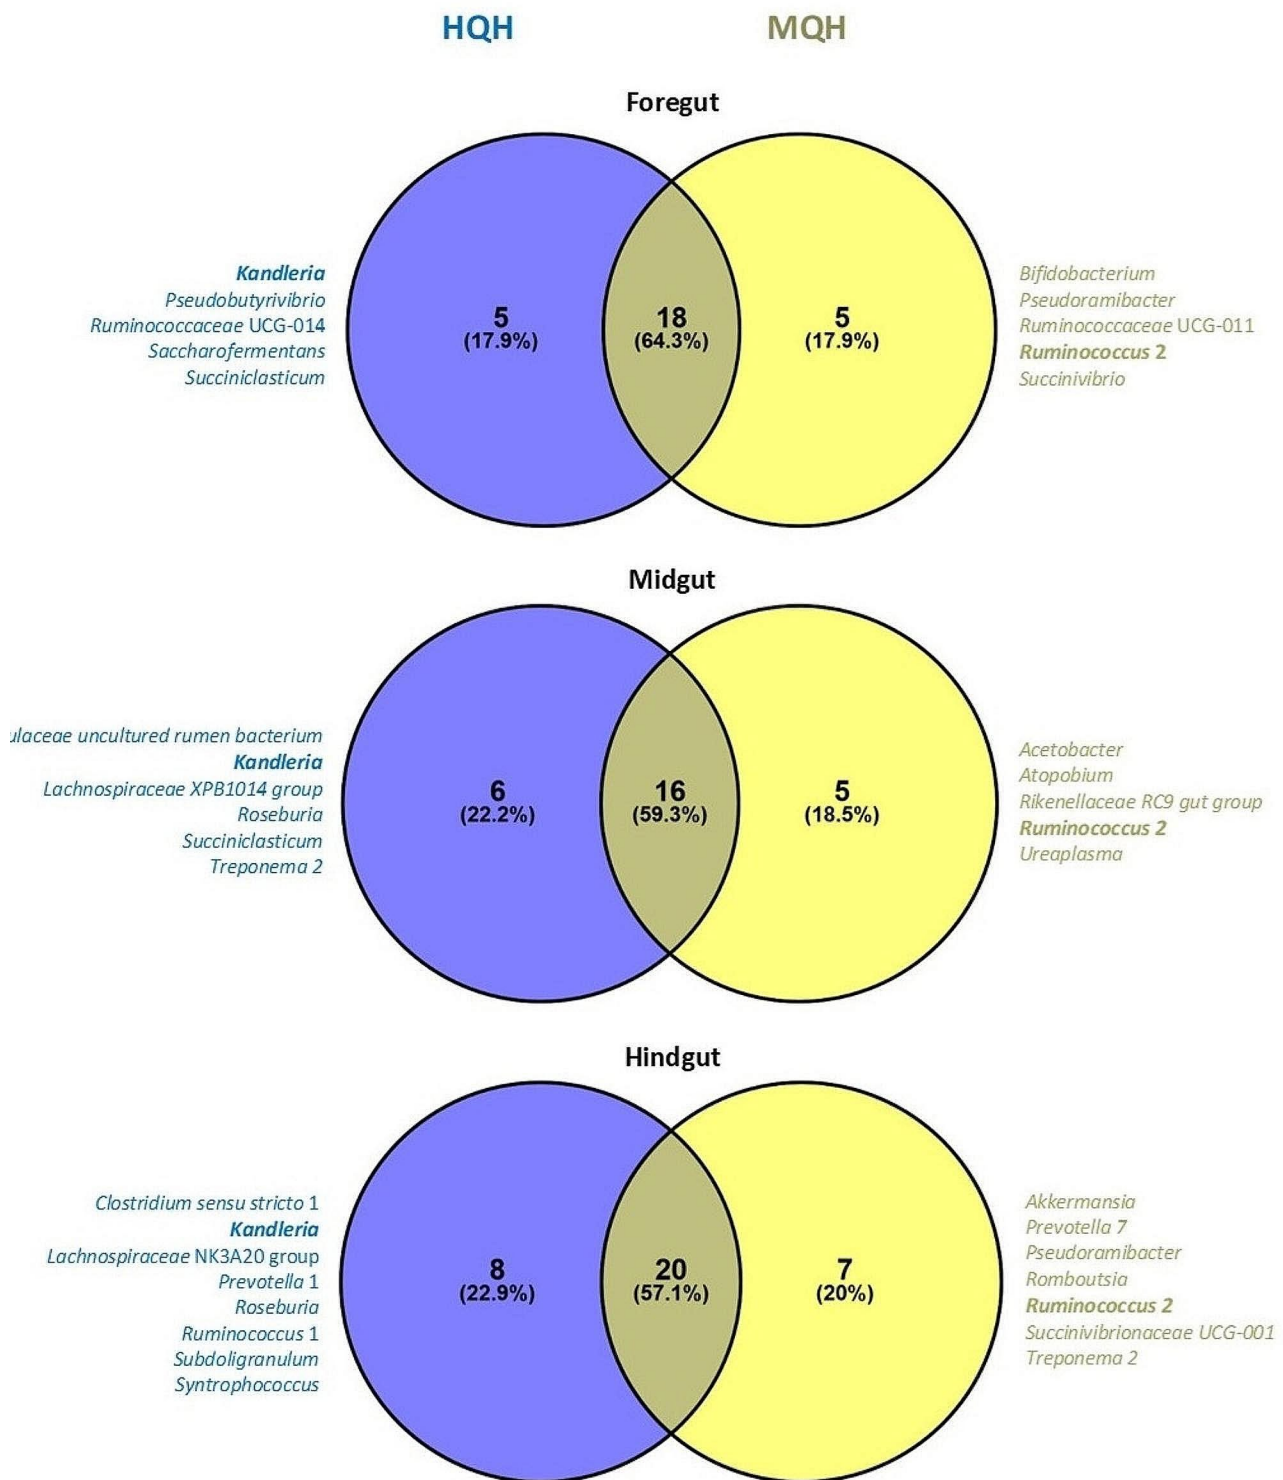 HQH MQH
Foregut
Kandleria
Pseudobutyrivibrio
Ruminococcaceae UCG-014
Saccharofermentans
Succiniclasticum
5
(17.9%)
18
(64.3%)
5
(17.9%)
Bifidobacterium
Pseudoramibacter
Ruminococcaceae UCG-011
Ruminococcus 2
Succinivibrio
Midgut
uncultured rumen bacterium
Kandleria
Lachnospiraceae XPB1014 group
Roseburia
Succiniclasticum
Treponema 2
6
(22.2%)
16
(59.3%)
5
(18.5%)
Acetobacter
Atopobium
Rikenellaceae RC9 gut group
Ruminococcus 2
Ureaplasma
Hindgut
Clostridium sensu stricto 1
Kandleria
Lachnospiraceae NK3A20 group
Prevotella 1
Roseburia
Ruminococcus 1
Subdoligranulum
Syntrophococcus
8
(22.9%)
20
(57.1%)
7
(20%)
Akkermansia
Prevotella 7
Pseudoramibacter
Romboutsia
Ruminococcus 2
Succinivibrionaceae UCG-001
Treponema 2